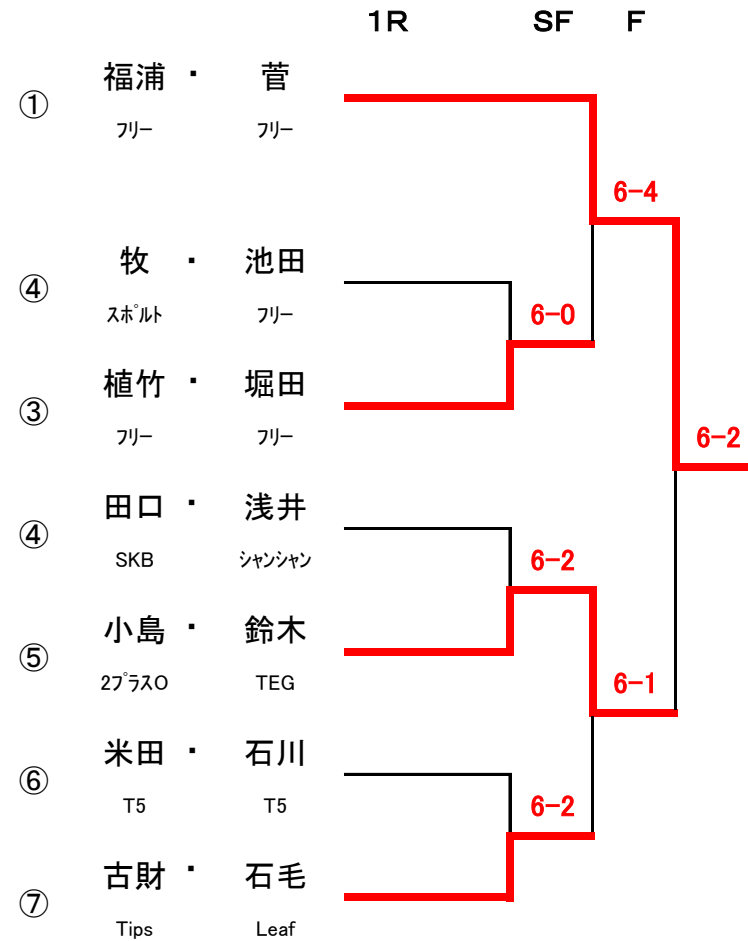 1R SF F
福浦 ・ 菅
①
フリー フリー
6-4
牧 ・ 池田
④
スポルト フリー
6-0
植竹 ・ 堀田
③
フリー フリー
6-2
田口 ・ 浅井
④
SKB シャンシャン
6-2
小島 ・ 鈴木
⑤
2プラスO TEG
6-1
米田 ・ 石川
⑥
T5 T5
6-2
古財 ・ 石毛
⑦
Tips Leaf